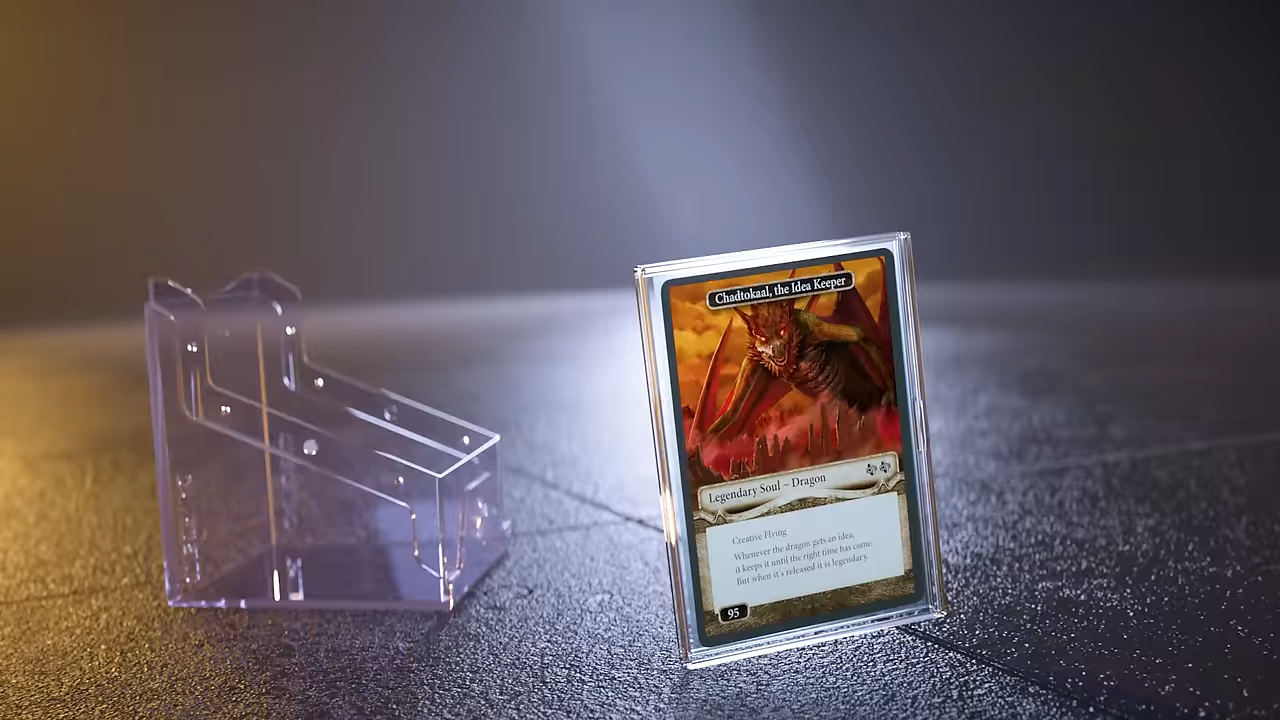 Chadtokaal, the Idea Keeper
Legendary Soul – Dragon
Creative Flying
Whenever the dragon gets an idea,
it keeps it until the right time has come.
But when it's released it is legendary.
95